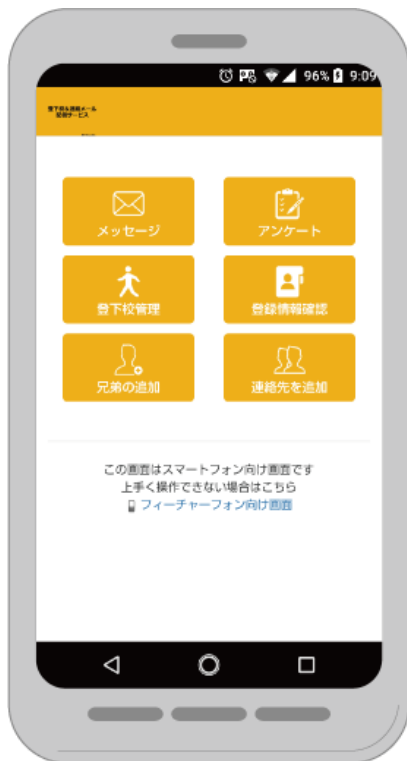 96% 9:09
登下校&連絡メール
配信サービス
メッセージ
アンケート
登下校管理
登録情報確認
兄弟の追加
連絡先を追加
この画面はスマートフォン向け画面です
上手く操作できない場合はこちら
フィーチャーフォン向け画面